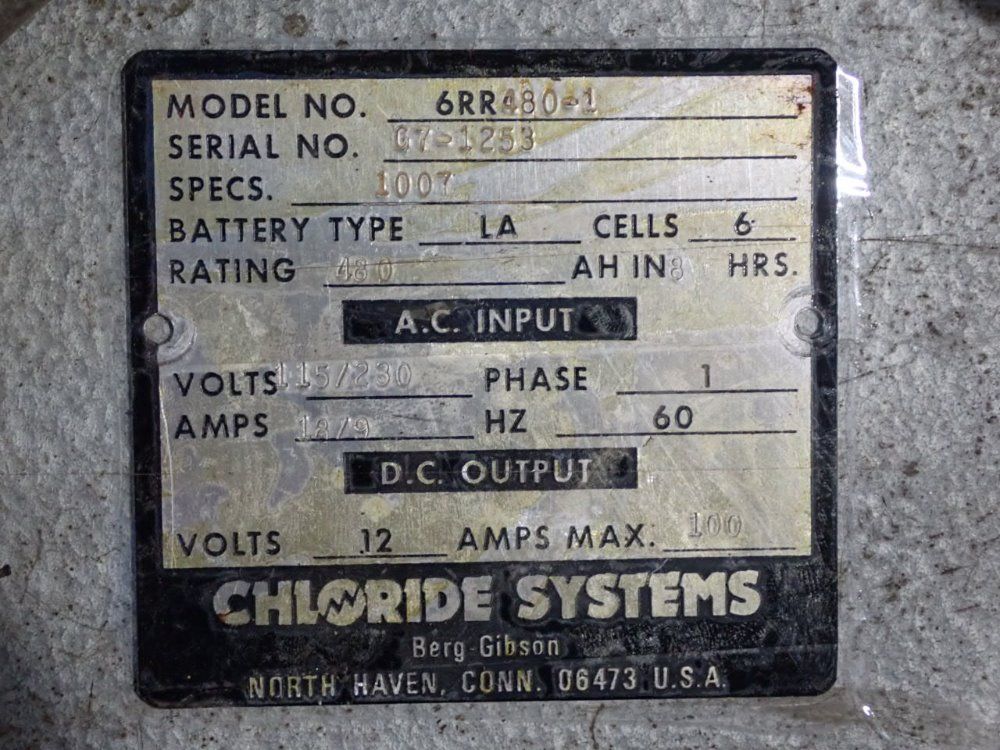 MODEL NO. 6RR480-1
SERIAL NO. G7-1253
SPECS. 1007
BATTERY TYPE LA CELLS 6
RATING 480 AH IN 8 HRS.
A.C. INPUT
VOLTS 115/230 PHASE 1
AMPS 18/9 HZ 60
D.C. OUTPUT
VOLTS 12 AMPS MAX. 100
CHLORIDE SYSTEMS
Berg-Gibson
NORTH HAVEN, CONN. 06473 U.S.A.